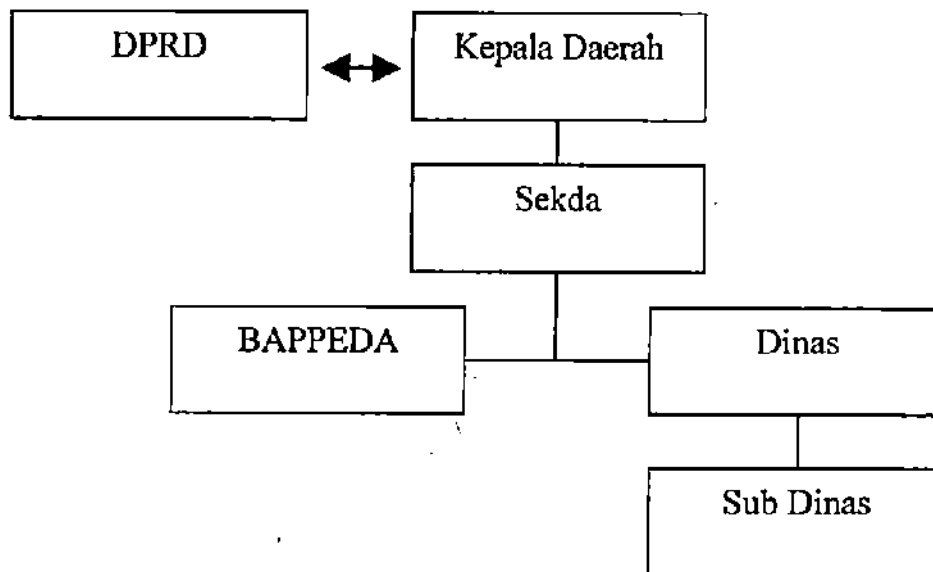 DPRD
Kepala Daerah
Sekda
BAPPEDA
Dinas
Sub Dinas